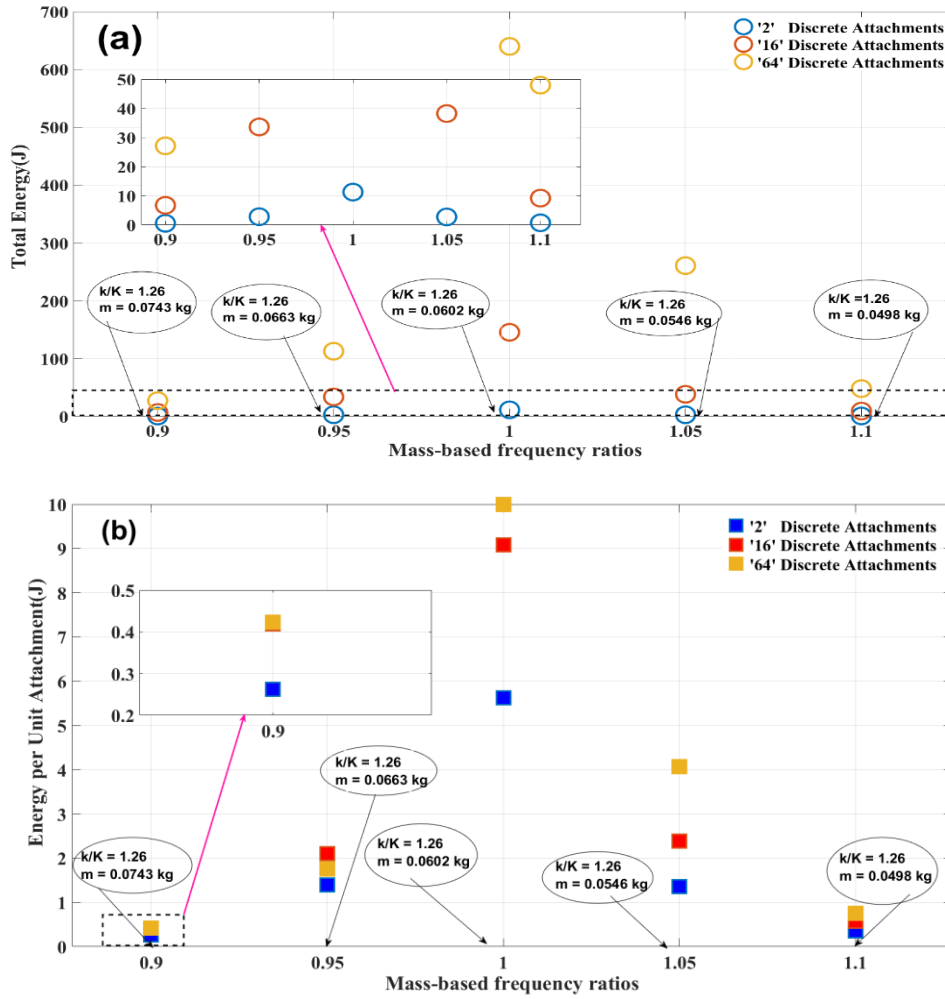 (a)
'2' Discrete Attachments
'16' Discrete Attachments
'64' Discrete Attachments
Total Energy(J)
700
600
500
400
300
200
100
0
50
40
30
20
10
0
0.9 0.95 1 1.05 1.1
k/K = 1.26
m = 0.0743 kg
k/K = 1.26
m = 0.0663 kg
k/K = 1.26
m = 0.0602 kg
k/K = 1.26
m = 0.0546 kg
k/K =1.26
m = 0.0498 kg
0.9 0.95 1 1.05 1.1
Mass-based frequency ratios
(b)
'2' Discrete Attachments
'16' Discrete Attachments
'64' Discrete Attachments
Energy per Unit Attachment(J)
10
9
8
7
6
5
4
3
2
1
0
0.5
0.4
0.3
0.2
0.9
k/K = 1.26
m = 0.0743 kg
k/K = 1.26
m = 0.0663 kg
k/K = 1.26
m = 0.0602 kg
k/K = 1.26
m = 0.0546 kg
k/K = 1.26
m = 0.0498 kg
0.9 0.95 1 1.05 1.1
Mass-based frequency ratios